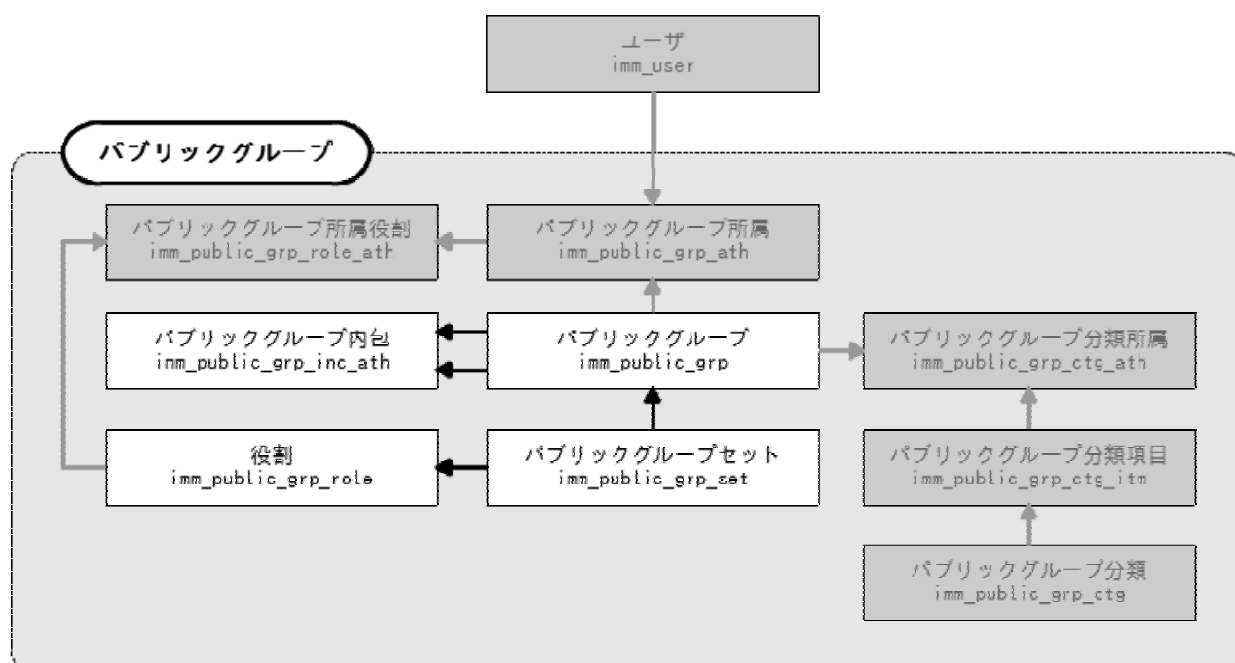 ユーザ
imm_user
パブリックグループ
パブリックグループ所属役割
imm_public_grp_role_ath
パブリックグループ所属
imm_public_grp_ath
パブリックグループ内包
imm_public_grp_inc_ath
パブリックグループ
imm_public_grp
パブリックグループ分類所属
imm_public_grp_ctg_ath
役割
imm_public_grp_role
パブリックグループセット
imm_public_grp_set
パブリックグループ分類項目
imm_public_grp_ctg_itm
パブリックグループ分類
imm_public_grp_ctg